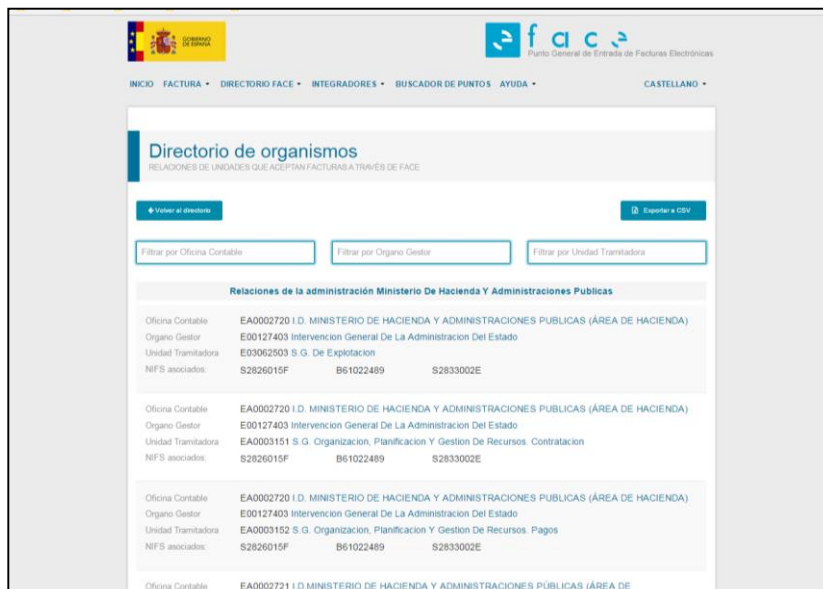 GOBIERNO
DE ESPAÑA
face
Punto General de Entrada de Facturas Electrónicas
INICIO FACTURA DIRECTORIO FACE INTEGRADORES BUSCADOR DE PUNTOS AYUDA CASTELLANO
Directorio de organismos
RELACIONES DE UNIDADES QUE ACEPTAN FACTURAS A TRAVÉS DE FACE
Volver al directorio Exportar a CSV
Filtrar por Oficina Contable Filtrar por Organo Gestor Filtrar por Unidad Tramitadora
Relaciones de la administración Ministerio De Hacienda Y Administraciones Publicas
Oficina Contable EA0002720 I.D. MINISTERIO DE HACIENDA Y ADMINISTRACIONES PUBLICAS (ÁREA DE HACIENDA)
Organo Gestor E00127403 Intervencion General De La Administracion Del Estado
Unidad Tramitadora E03062503 S.G. De Explotacion
NIFS asociados: S2826015F B61022489 S2833002E
Oficina Contable EA0002720 I.D. MINISTERIO DE HACIENDA Y ADMINISTRACIONES PUBLICAS (ÁREA DE HACIENDA)
Organo Gestor E00127403 Intervencion General De La Administracion Del Estado
Unidad Tramitadora EA0003151 S.G. Organizacion, Planificacion Y Gestion De Recursos. Contratacion
NIFS asociados: S2826015F B61022489 S2833002E
Oficina Contable EA0002720 I.D. MINISTERIO DE HACIENDA Y ADMINISTRACIONES PUBLICAS (ÁREA DE HACIENDA)
Organo Gestor E00127403 Intervencion General De La Administracion Del Estado
Unidad Tramitadora EA0003152 S.G. Organizacion, Planificacion Y Gestion De Recursos. Pagos
NIFS asociados: S2826015F B61022489 S2833002E
Oficina Contable EA0002721 I.D.MINISTERIO DE HACIENDA Y ADMINISTRACIONES PÚBLICAS (ÁREA DE